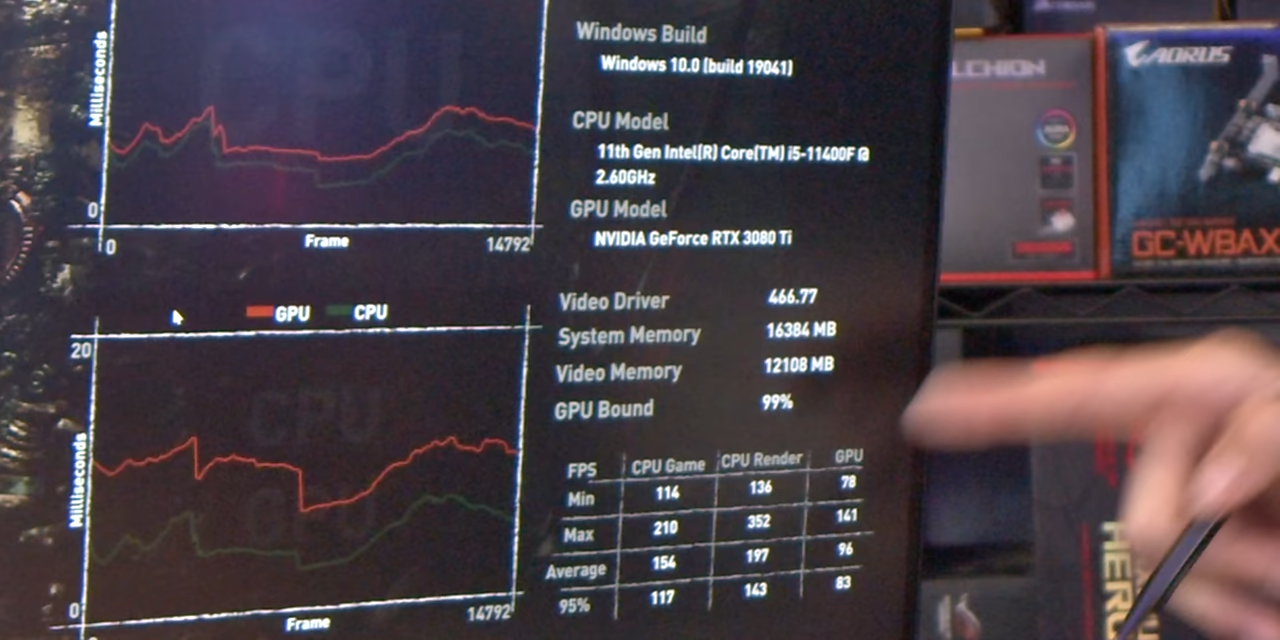 Milliseconds
0
0
Frame
14792
GPU
CPU
20
CPU
GPU
Milliseconds
0
Frame
14792
Windows Build
Windows 10.0 (build 19041)
CPU Model
11th Gen Intel(R) Core(TM) i5-11400F @
2.60GHz
GPU Model
NVIDIA GeForce RTX 3080 Ti
Video Driver 466.77
System Memory 16384 MB
Video Memory 12108 MB
GPU Bound 99%
FPS CPU Game CPU Render GPU
Min 114 136 78
Max 210 352 141
Average 154 197 96
95% 117 143 83
LCHION
AORUS
GC-WBAX
HERO